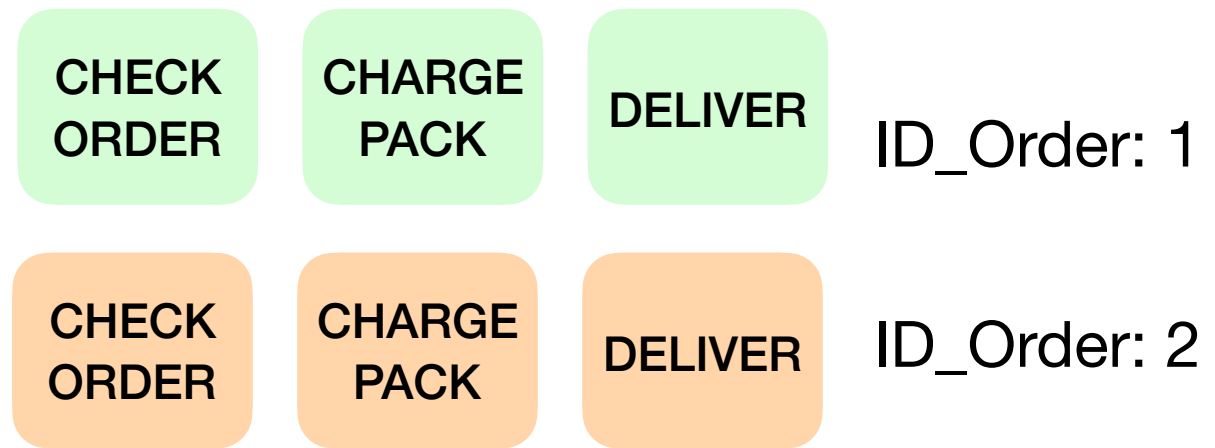 CHECK
ORDER
CHARGE
PACK
DELIVER
ID_Order: 1
CHECK
ORDER
CHARGE
PACK
DELIVER
ID_Order: 2